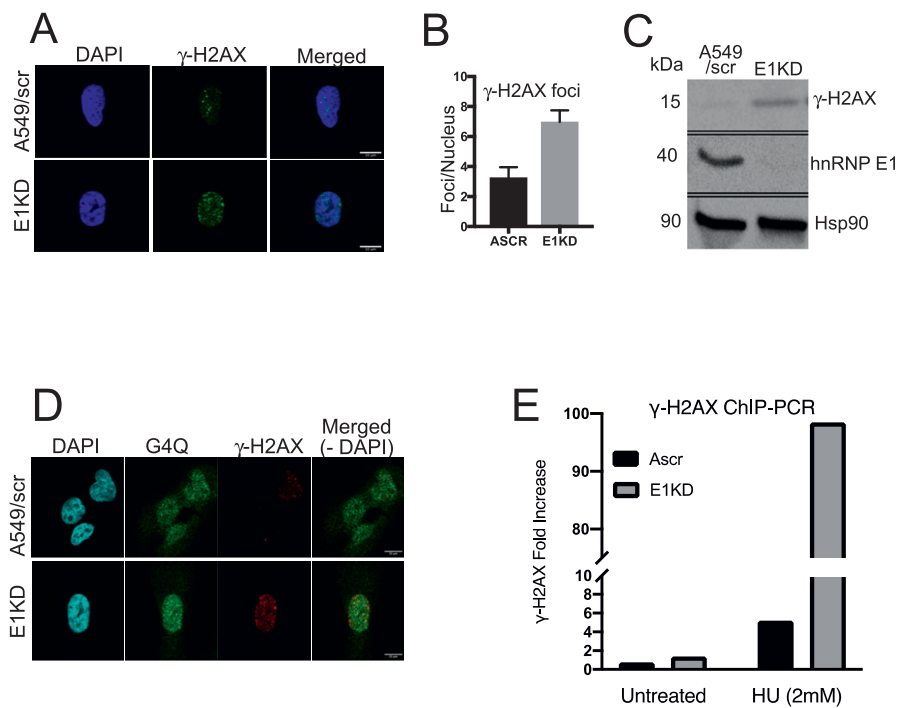 A
DAPI γ-H2AX Merged
A549/scr
E1KD
B
γ-H2AX foci
Foci/Nucleus
10
8
6
4
2
0
ASCR E1KD
C
kDa A549 /scr E1KD
15 γ-H2AX
40 hnRNP E1
90 Hsp90
D
DAPI G4Q γ-H2AX Merged (- DAPI)
A549/scr
E1KD
E
γ-H2AX ChIP-PCR
γ-H2AX Fold Increase
100
90
80
10
8
6
4
2
0
Ascr
E1KD
Untreated HU (2mM)